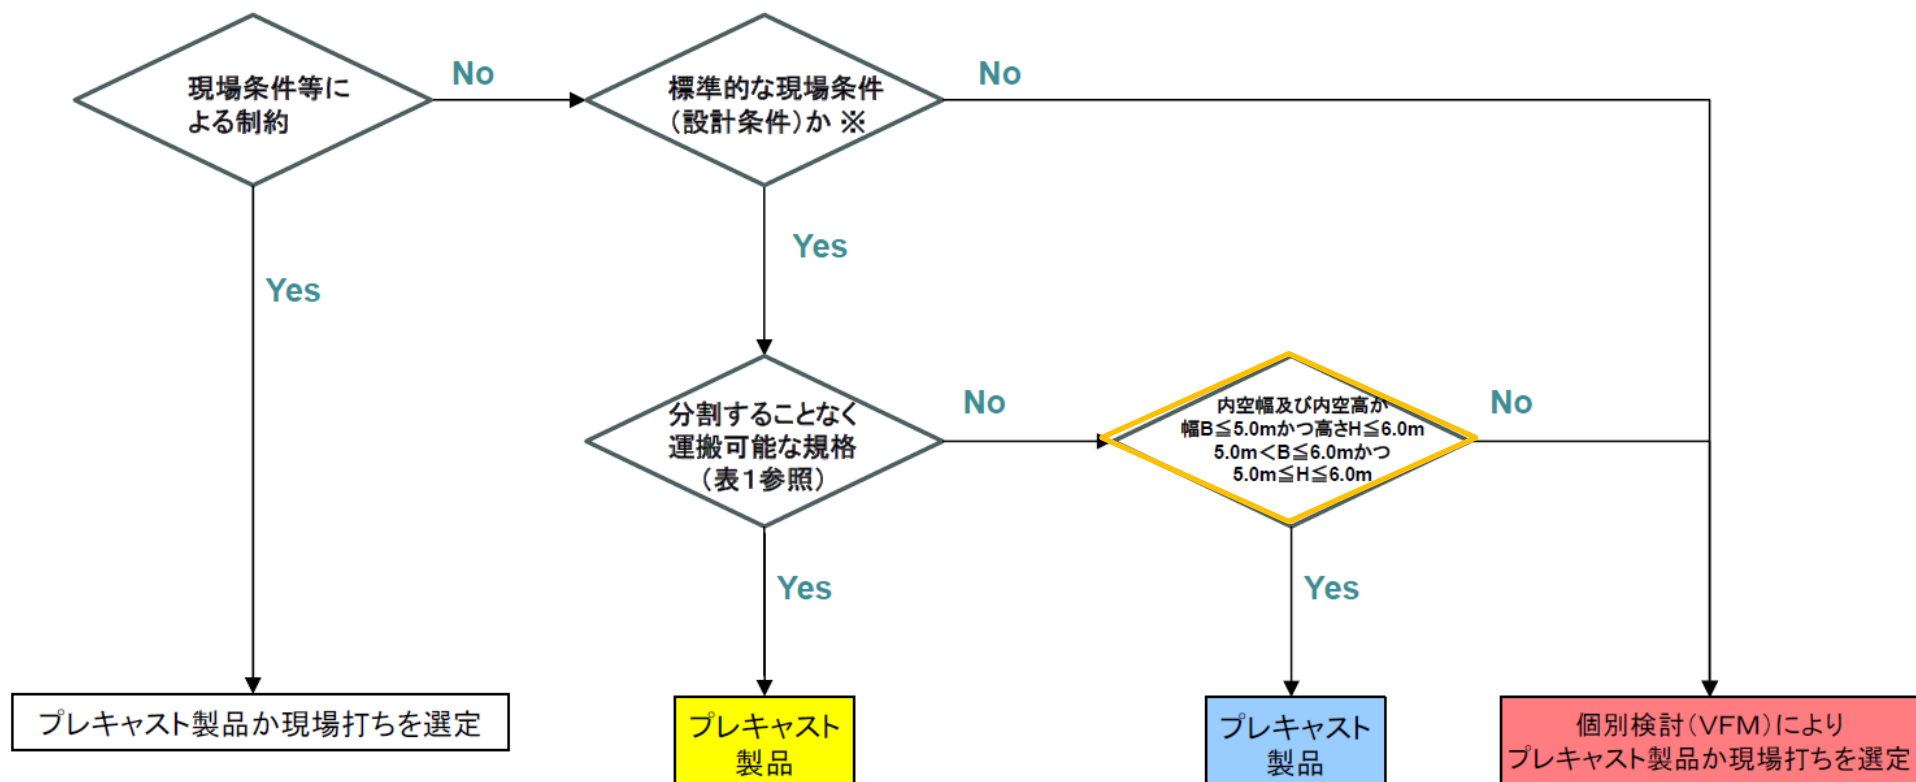 現場条件等に
よる制約
No
標準的な現場条件
(設計条件)か ※
No
Yes
Yes
分割することなく
運搬可能な規格
(表1参照)
No
内空幅及び内空高が
幅B≦5.0mかつ高さH≦6.0m
5.0m<B≦6.0mかつ
5.0m≦H≦6.0m
No
Yes
Yes
プレキャスト製品か現場打ちを選定
プレキャスト
製品
プレキャスト
製品
個別検討(VFM)により
プレキャスト製品か現場打ちを選定